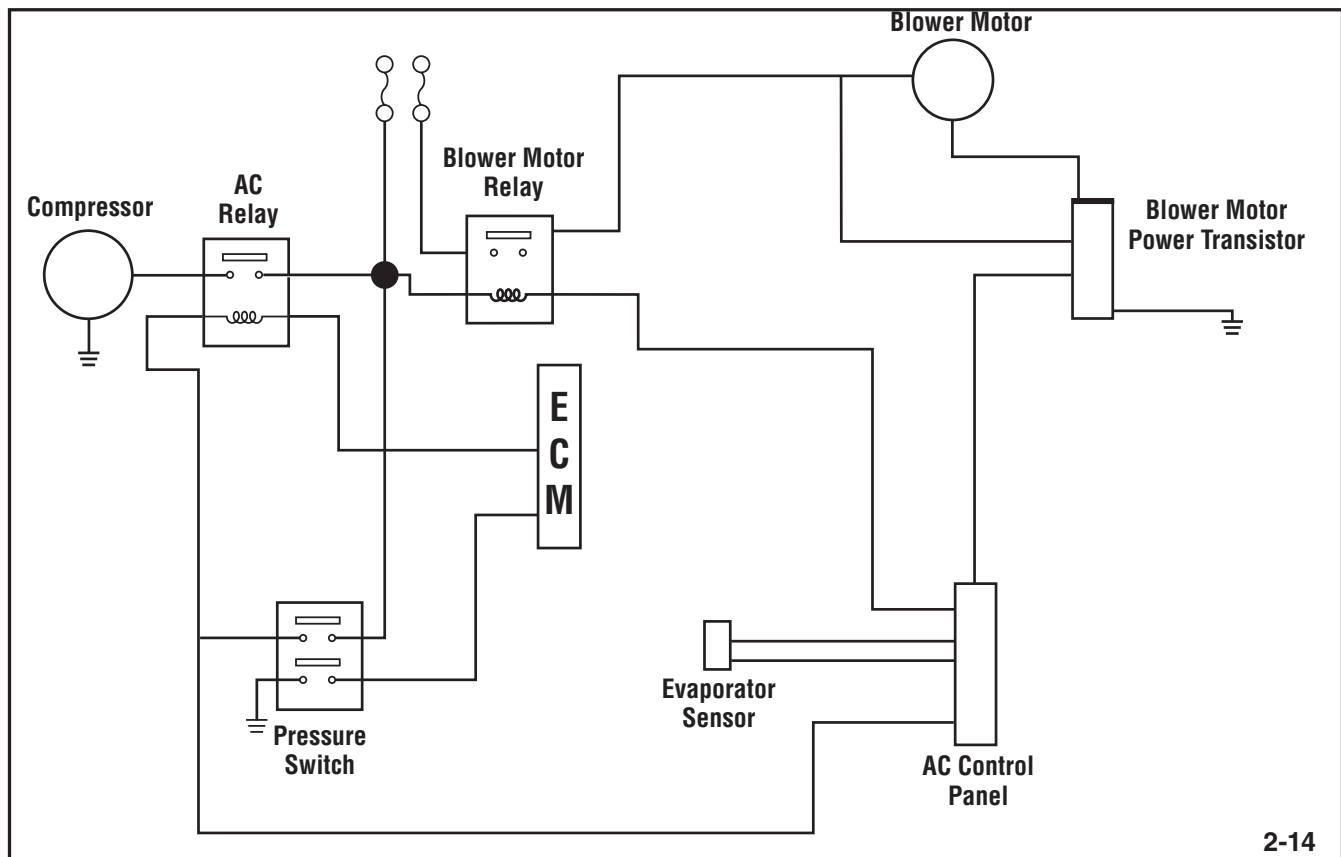 Blower Motor
Blower Motor
Relay
AC
Relay
Compressor
Blower Motor
Power Transistor
E
C
M
Evaporator
Sensor
Pressure
Switch
AC Control
Panel
2-14